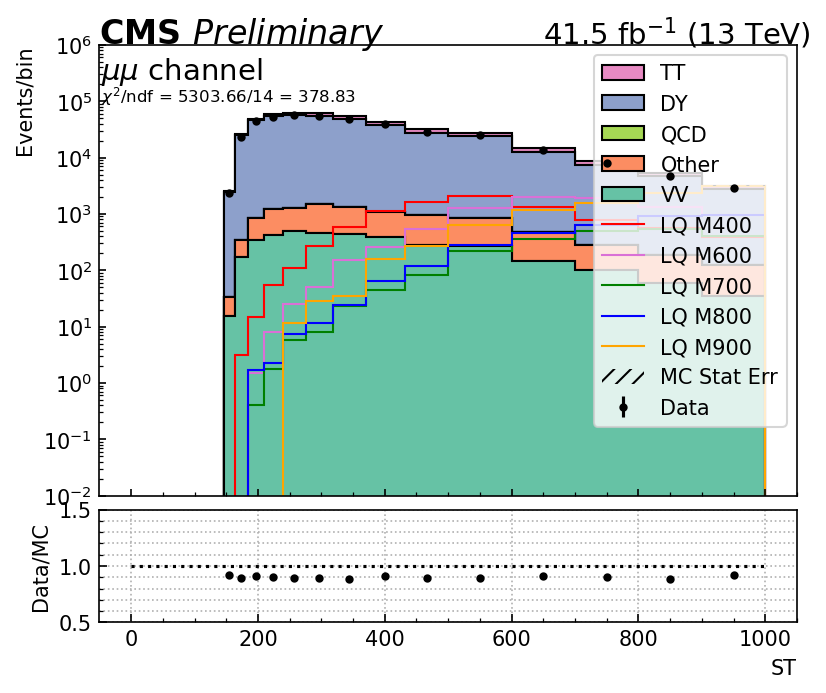 CMS Preliminary 41.5 fb⁻¹ (13 TeV)
μμ channel
χ²/ndf = 5303.66/14 = 378.83
Events/bin
10⁶
10⁵
10⁴
10³
10²
10¹
10⁰
10⁻¹
10⁻²
TT
DY
QCD
Other
VV
LQ M400
LQ M600
LQ M700
LQ M800
LQ M900
MC Stat Err
Data
Data/MC
1.5
1.0
0.5
0 200 400 600 800 1000
ST